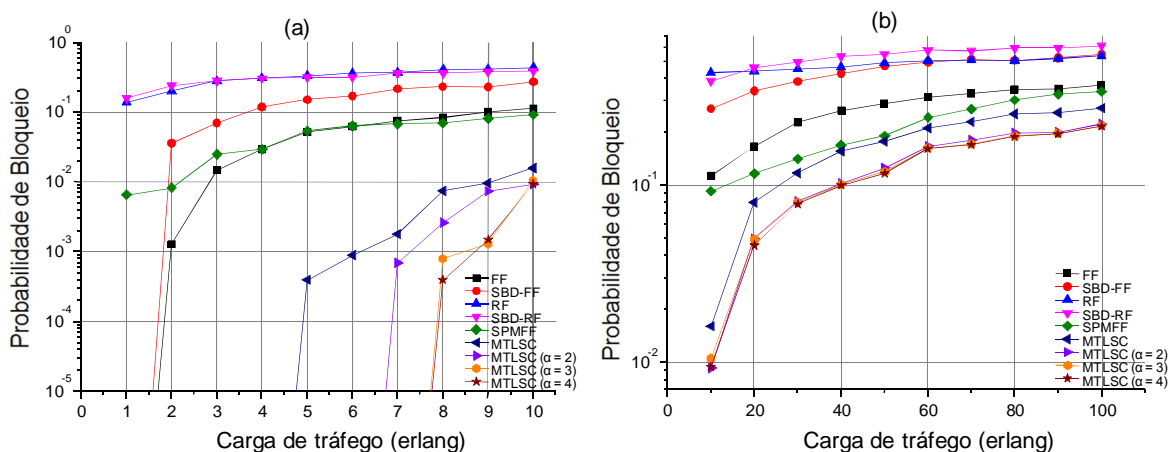 (a)
Probabilidade de Bloqueio
10^0
10^-1
10^-2
10^-3
10^-4
10^-5
FF
SBD-FF
RF
SBD-RF
SPMFF
MTLSC
MTLSC (α = 2)
MTLSC (α = 3)
MTLSC (α = 4)
0 1 2 3 4 5 6 7 8 9 10
Carga de tráfego (erlang)
(b)
Probabilidade de Bloqueio
10^-1
10^-2
FF
SBD-FF
RF
SBD-RF
SPMFF
MTLSC
MTLSC (α = 2)
MTLSC (α = 3)
MTLSC (α = 4)
0 20 40 60 80 100
Carga de tráfego (erlang)